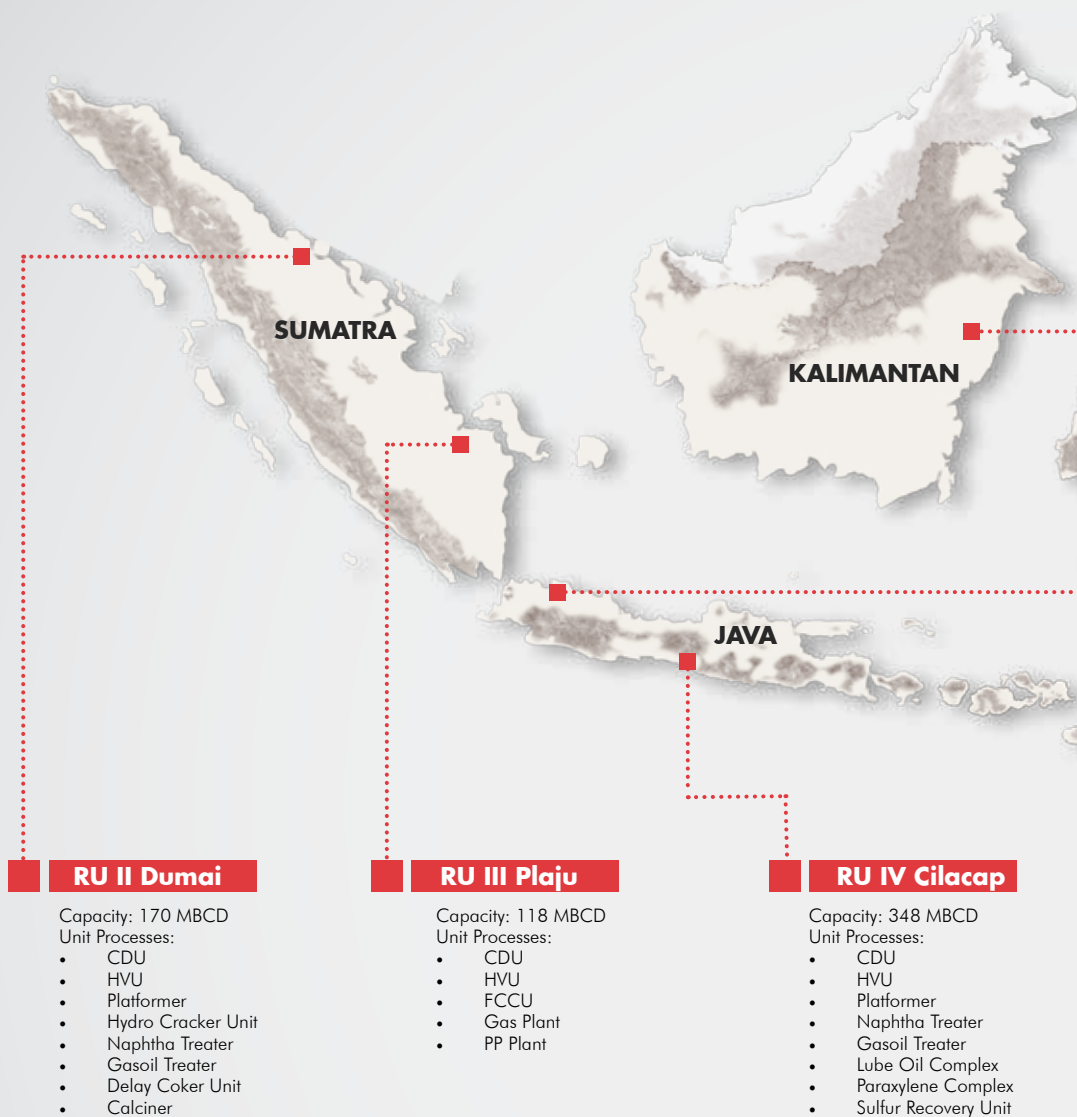 SUMATRA
KALIMANTAN
JAVA
RU II Dumai
Capacity: 170 MBCD
Unit Processes:
• CDU
• HVU
• Platformer
• Hydro Cracker Unit
• Naphtha Treater
• Gasoil Treater
• Delay Coker Unit
• Calciner
RU III Plaju
Capacity: 118 MBCD
Unit Processes:
• CDU
• HVU
• FCCU
• Gas Plant
• PP Plant
RU IV Cilacap
Capacity: 348 MBCD
Unit Processes:
• CDU
• HVU
• Platformer
• Naphtha Treater
• Gasoil Treater
• Lube Oil Complex
• Paraxylene Complex
• Sulfur Recovery Unit